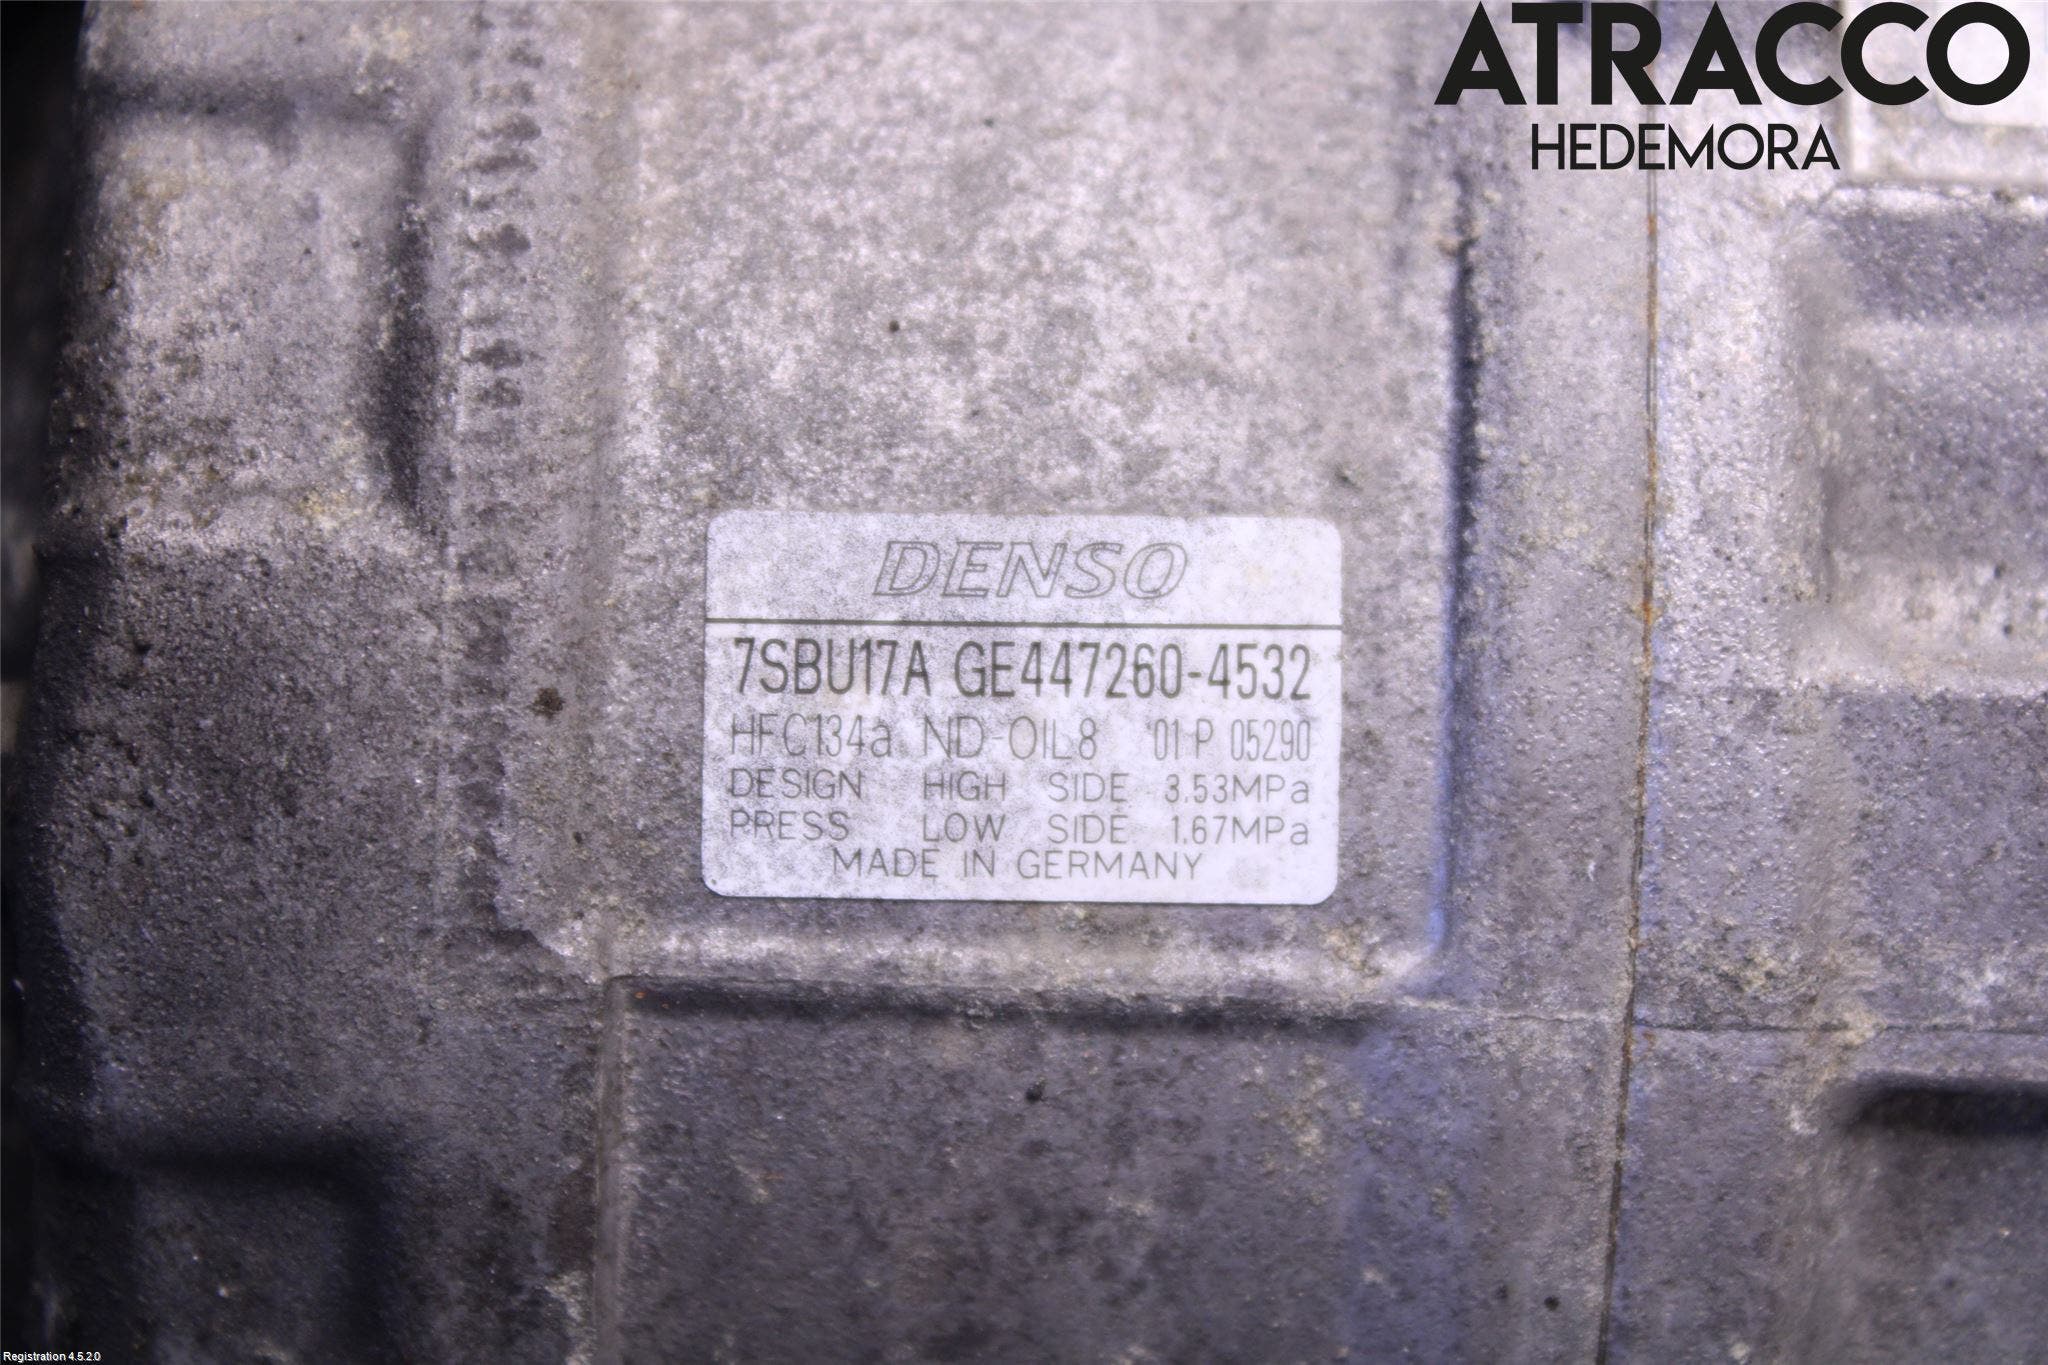 ATRACCO
HEDEMORA
DENSO
7SBU17A GE447260-4532
HFC134a ND-OIL8 '01 P 05290
DESIGN HIGH SIDE 3.53MPa
PRESS LOW SIDE 1.67MPa
MADE IN GERMANY
Registration 4.5.2.0